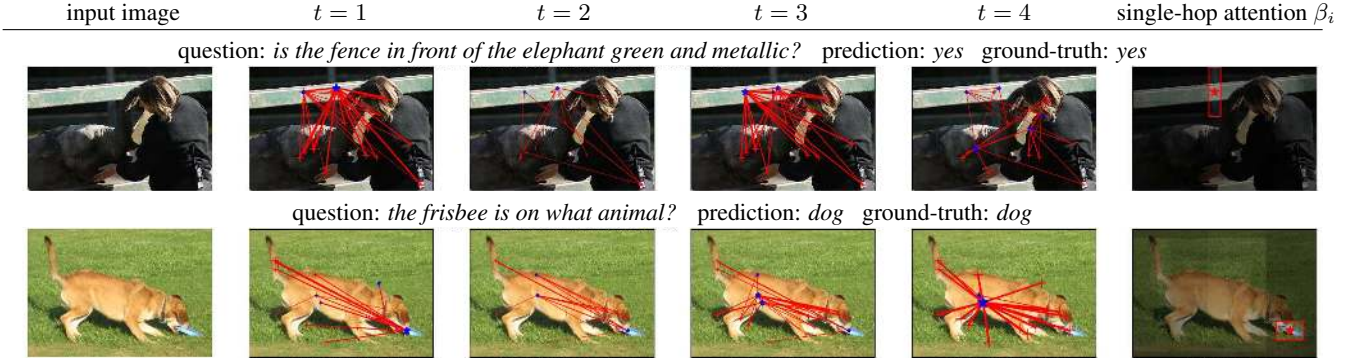 input image t = 1 t = 2 t = 3 t = 4 single-hop attention βᵢ
question: is the fence in front of the elephant green and metallic? prediction: yes ground-truth: yes
question: the frisbee is on what animal? prediction: dog ground-truth: dog